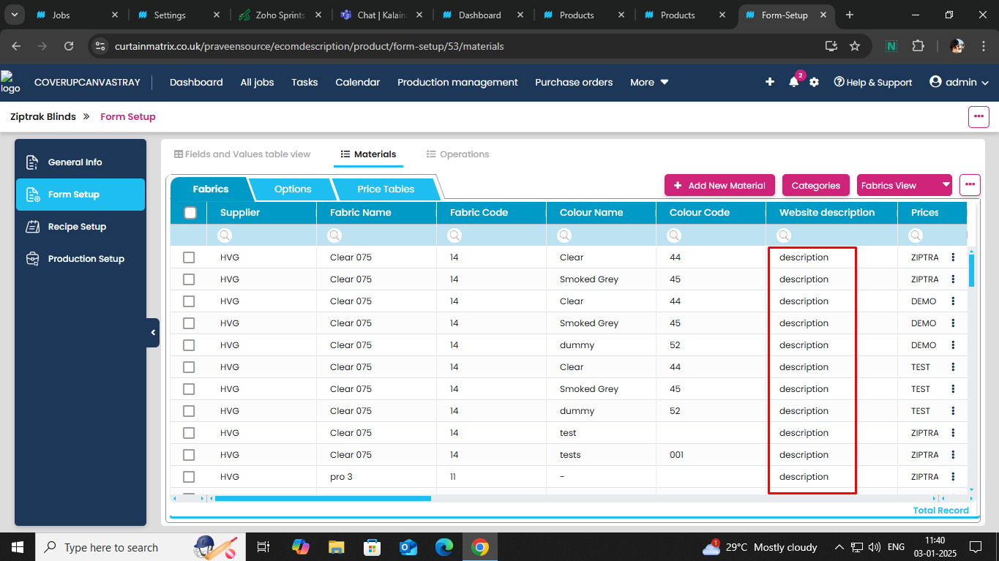 Jobs
Settings
Zoho Sprints
Chat | Kalain
Dashboard
Products
Products
Form-Setup
curtainmatrix.co.uk/praveensource/ecomdescription/product/form-setup/53/materials
N
logo
COVERUPCANVASTRAY
Dashboard
All jobs
Tasks
Calendar
Production management
Purchase orders
More
2
Help & Support
admin
Ziptrak Blinds » Form Setup
General Info
Form Setup
Recipe Setup
Production Setup
Fields and Values table view
Materials
Operations
Fabrics
Options
Price Tables
Add New Material
Categories
Fabrics View
Supplier Fabric Name Fabric Code Colour Name Colour Code Website description Prices
HVG Clear 075 14 Clear 44 description ZIPTRA
HVG Clear 075 14 Smoked Grey 45 description ZIPTRA
HVG Clear 075 14 Clear 44 description DEMO
HVG Clear 075 14 Smoked Grey 45 description DEMO
HVG Clear 075 14 dummy 52 description DEMO
HVG Clear 075 14 Clear 44 description TEST
HVG Clear 075 14 Smoked Grey 45 description TEST
HVG Clear 075 14 dummy 52 description TEST
HVG Clear 075 14 test description ZIPTRA
HVG Clear 075 14 tests 001 description ZIPTRA
HVG pro 3 11 - description ZIPTRA
Total Record
Type here to search
1
29°C Mostly cloudy
ENG
11:40
03-01-2025